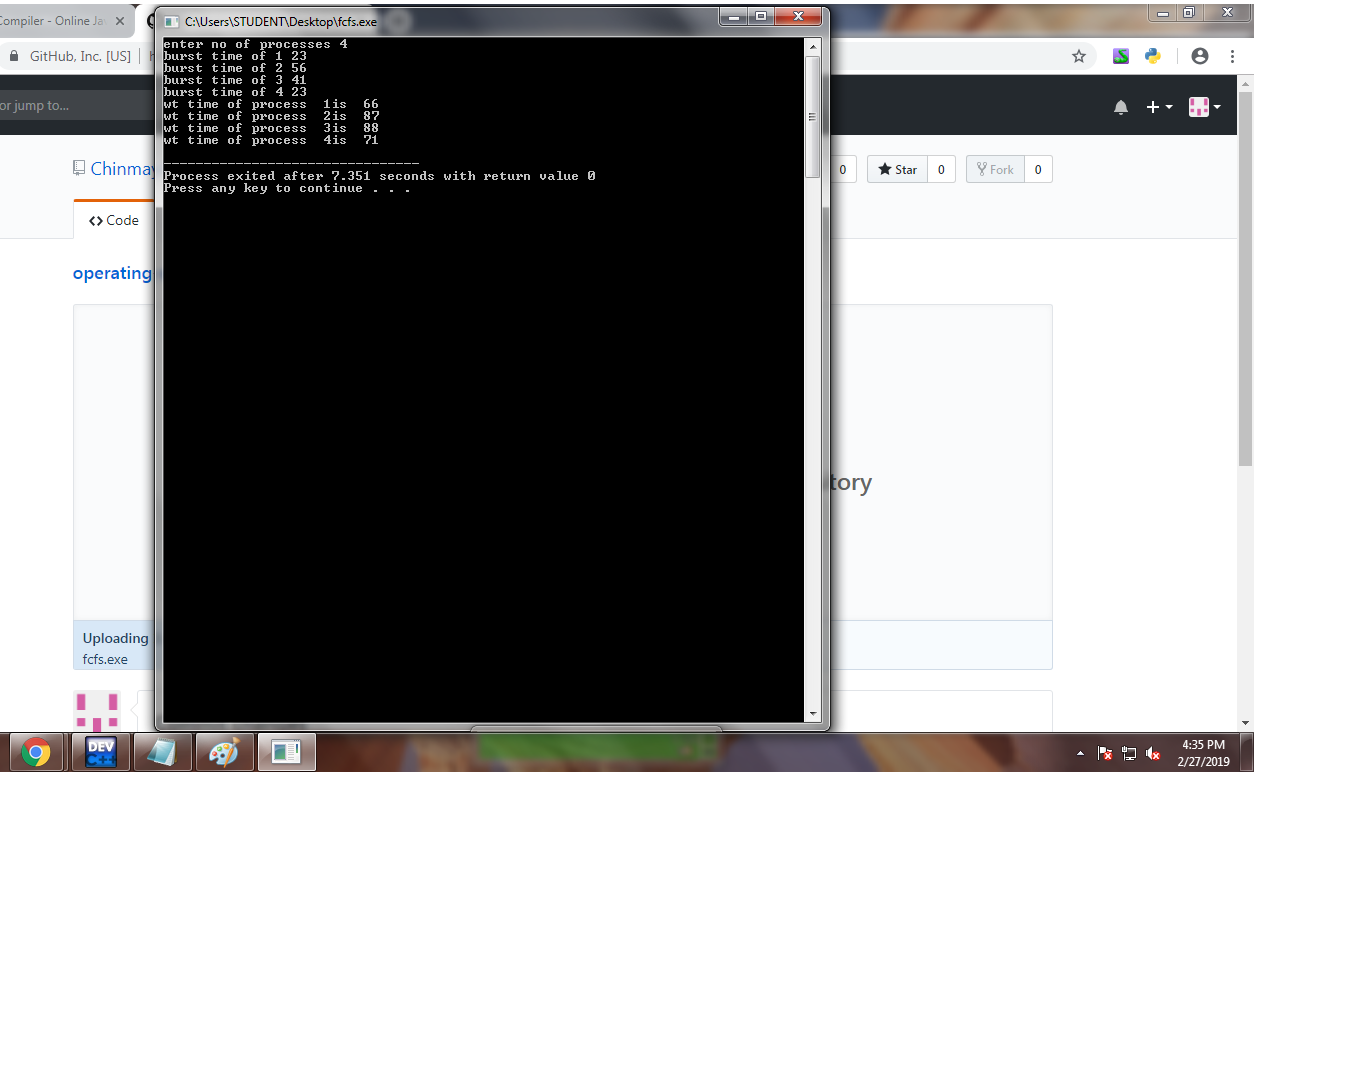 Compiler - Online Ja
C:\Users\STUDENT\Desktop\fcfs.exe
GitHub, Inc. [US]
or jump to...
enter no of processes 4
burst time of 1 23
burst time of 2 56
burst time of 3 41
burst time of 4 23
wt time of process  1is  66
wt time of process  2is  87
wt time of process  3is  88
wt time of process  4is  71
--------------------------------
Process exited after 7.351 seconds with return value 0
Press any key to continue . . .
Chinmay
0
Star
0
Fork
0
Code
operating
tory
Uploading
fcfs.exe
DEV
C++
4:35 PM
2/27/2019